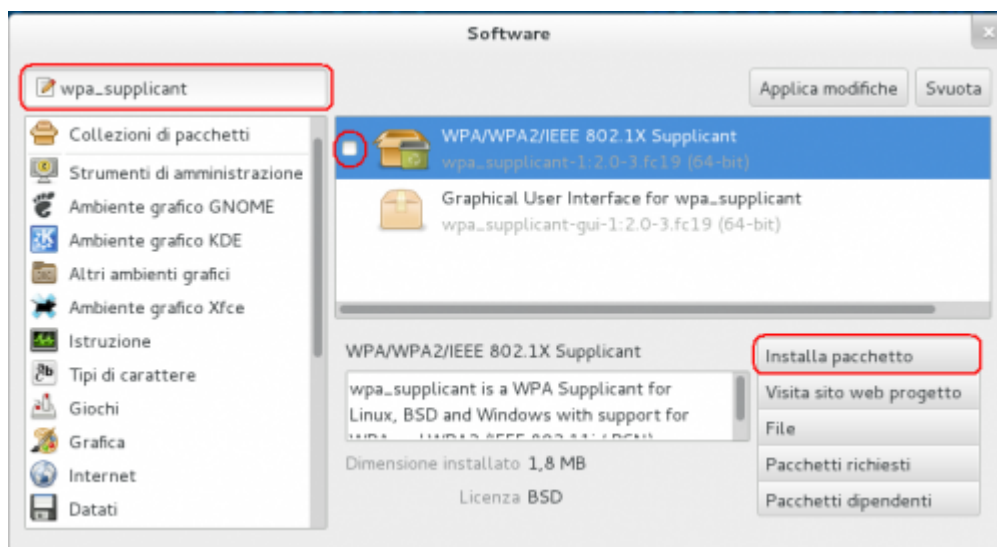 Software
wpa_supplicant
Applica modifiche
Svuota
Collezioni di pacchetti
Strumenti di amministrazione
Ambiente grafico GNOME
Ambiente grafico KDE
Altri ambienti grafici
Ambiente grafico Xfce
Istruzione
Tipi di carattere
Giochi
Grafica
Internet
Datati
WPA/WPA2/IEEE 802.1X Supplicant
wpa_supplicant-1:2.0-3.fc19 (64-bit)
Graphical User Interface for wpa_supplicant
wpa_supplicant-gui-1:2.0-3.fc19 (64-bit)
WPA/WPA2/IEEE 802.1X Supplicant
wpa_supplicant is a WPA Supplicant for
Linux, BSD and Windows with support for
Dimensione installato 1,8 MB
Licenza BSD
Installa pacchetto
Visita sito web progetto
File
Pacchetti richiesti
Pacchetti dipendenti